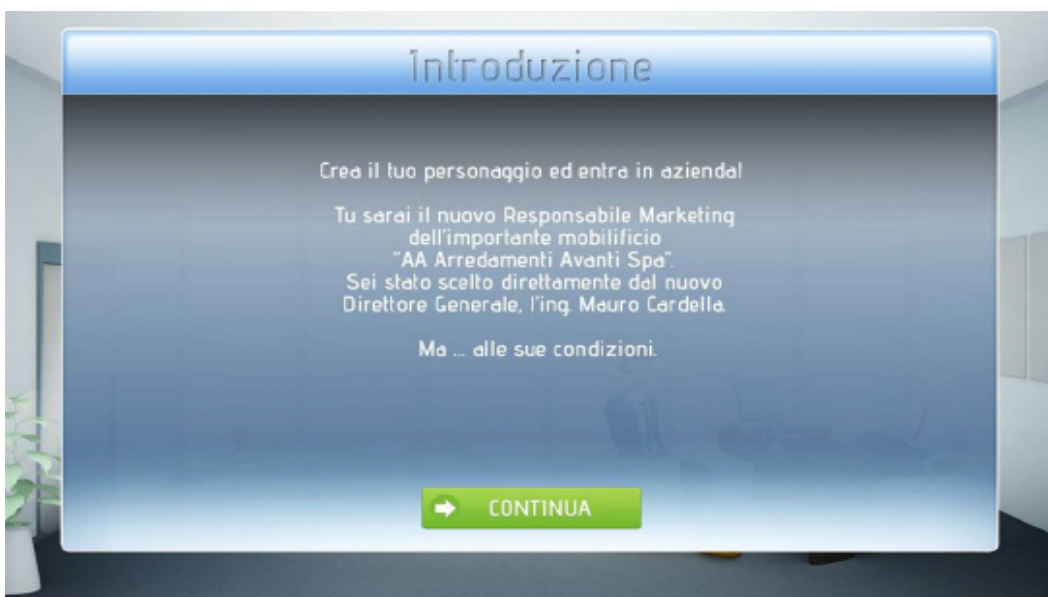 Introduzione
Crea il tuo personaggio ed entra in azienda!
Tu sarai il nuovo Responsabile Marketing
dell'importante mobilificio
"AA Arredamenti Avanti Spa".
Sei stato scelto direttamente dal nuovo
Direttore Generale, l'ing. Mauro Cardella.
Ma ... alle sue condizioni.
CONTINUA